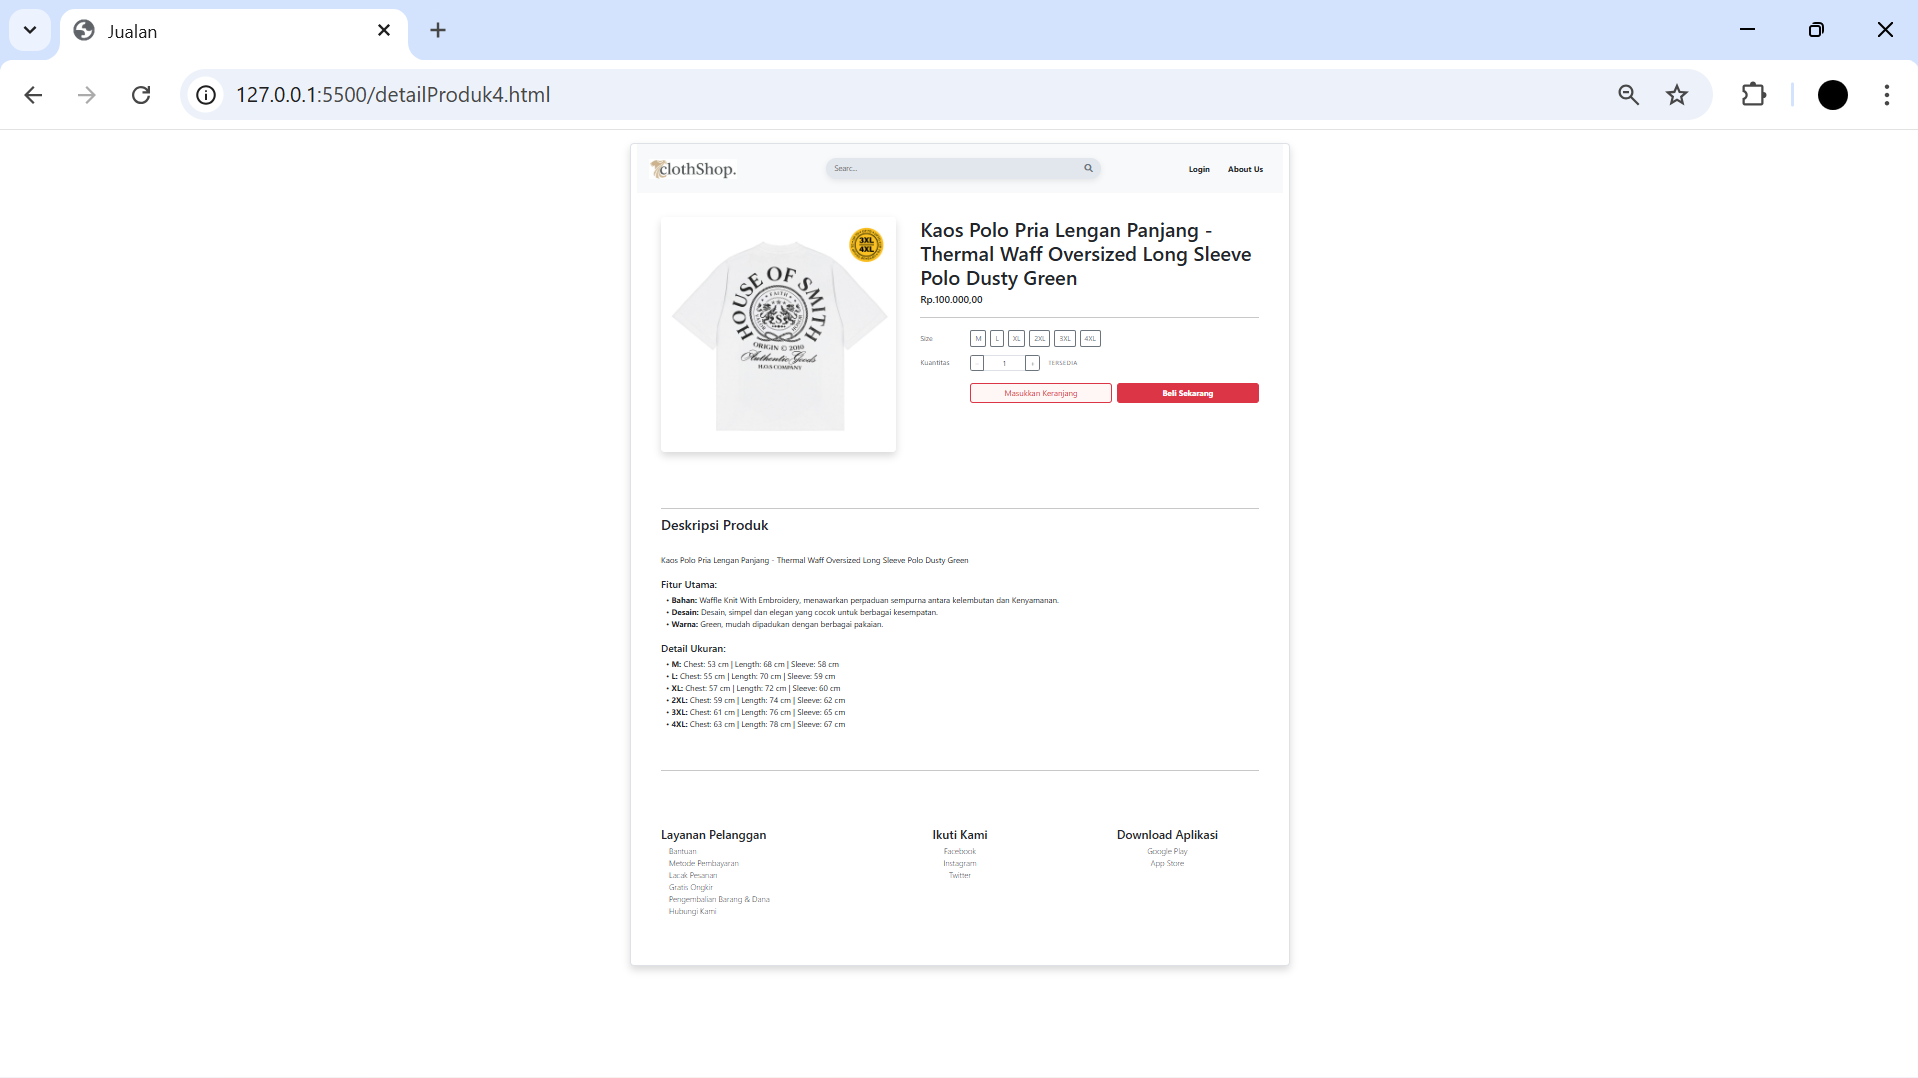 Jualan
127.0.0.1:5500/detailProduk4.html
clothShop.
Searc...
Login
About Us
3XL
4XL
HOUSE OF SMITH
FAITH
S
ORIGIN © 2010
Authentic Goods
H.O.S COMPANY
Kaos Polo Pria Lengan Panjang -
Thermal Waff Oversized Long Sleeve
Polo Dusty Green
Rp.100.000,00
Size
M
L
XL
2XL
3XL
4XL
Kuantitas
-
1
+
TERSEDIA
Masukkan Keranjang
Beli Sekarang
Deskripsi Produk
Kaos Polo Pria Lengan Panjang - Thermal Waff Oversized Long Sleeve Polo Dusty Green
Fitur Utama:
• Bahan: Waffle Knit With Embroidery, menawarkan perpaduan sempurna antara kelembutan dan Kenyamanan.
• Desain: Desain, simpel dan elegan yang cocok untuk berbagai kesempatan.
• Warna: Green, mudah dipadukan dengan berbagai pakaian.
Detail Ukuran:
• M: Chest: 53 cm | Length: 68 cm | Sleeve: 58 cm
• L: Chest: 55 cm | Length: 70 cm | Sleeve: 59 cm
• XL: Chest: 57 cm | Length: 72 cm | Sleeve: 60 cm
• 2XL: Chest: 59 cm | Length: 74 cm | Sleeve: 62 cm
• 3XL: Chest: 61 cm | Length: 76 cm | Sleeve: 65 cm
• 4XL: Chest: 63 cm | Length: 78 cm | Sleeve: 67 cm
Layanan Pelanggan
Bantuan
Metode Pembayaran
Lacak Pesanan
Gratis Ongkir
Pengembalian Barang & Dana
Hubungi Kami
Ikuti Kami
Facebook
Instagram
Twitter
Download Aplikasi
Google Play
App Store